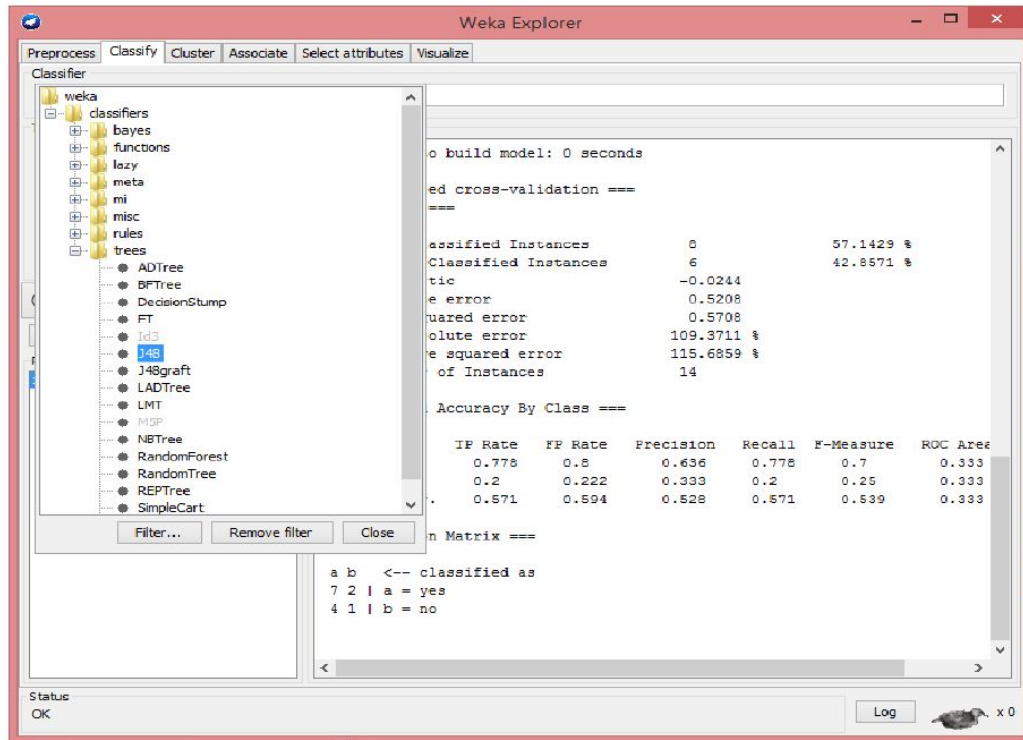 Weka Explorer
Preprocess Classify Cluster Associate Select attributes Visualize
Classifier
weka
classifiers
bayes
functions
lazy
meta
mi
misc
rules
trees
ADTree
BFTree
DecisionStump
FT
Id3
J48
J48graft
LADTree
LMT
M5P
NBTree
RandomForest
RandomTree
REPTree
SimpleCart
Filter... Remove filter Close
o build model: 0 seconds
ed cross-validation ===
===
assified Instances 8 57.1429 %
Classified Instances 6 42.8571 %
tic -0.0244
e error 0.5208
uared error 0.5708
olute error 109.3711 %
e squared error 115.6859 %
of Instances 14
Accuracy By Class ===
TP Rate FP Rate Precision Recall F-Measure ROC Area
0.778 0.8 0.636 0.778 0.7 0.333
0.2 0.222 0.333 0.2 0.25 0.333
. 0.571 0.594 0.528 0.571 0.539 0.333
n Matrix ===
a b <-- classified as
7 2 | a = yes
4 1 | b = no
Status
OK
Log
x 0